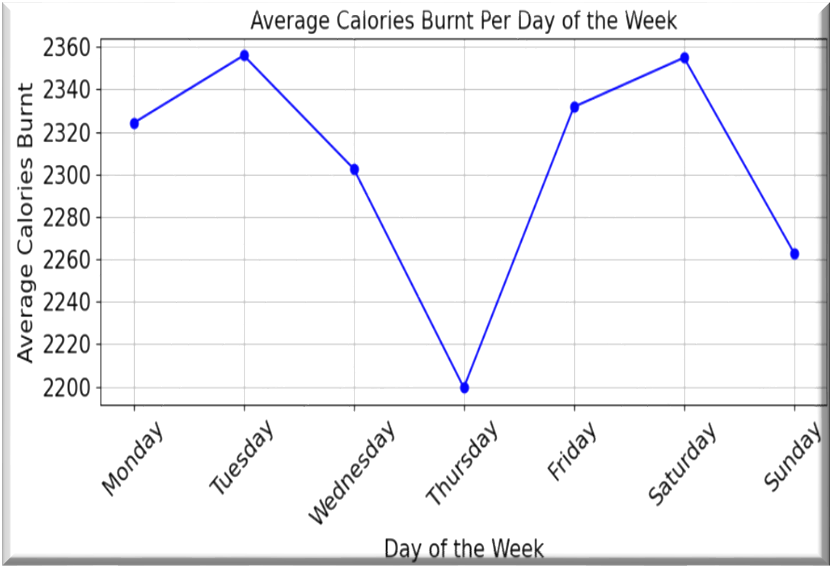 Average Calories Burnt Per Day of the Week
Average Calories Burnt
2360
2340
2320
2300
2280
2260
2240
2220
2200
Monday
Tuesday
Wednesday
Thursday
Friday
Saturday
Sunday
Day of the Week